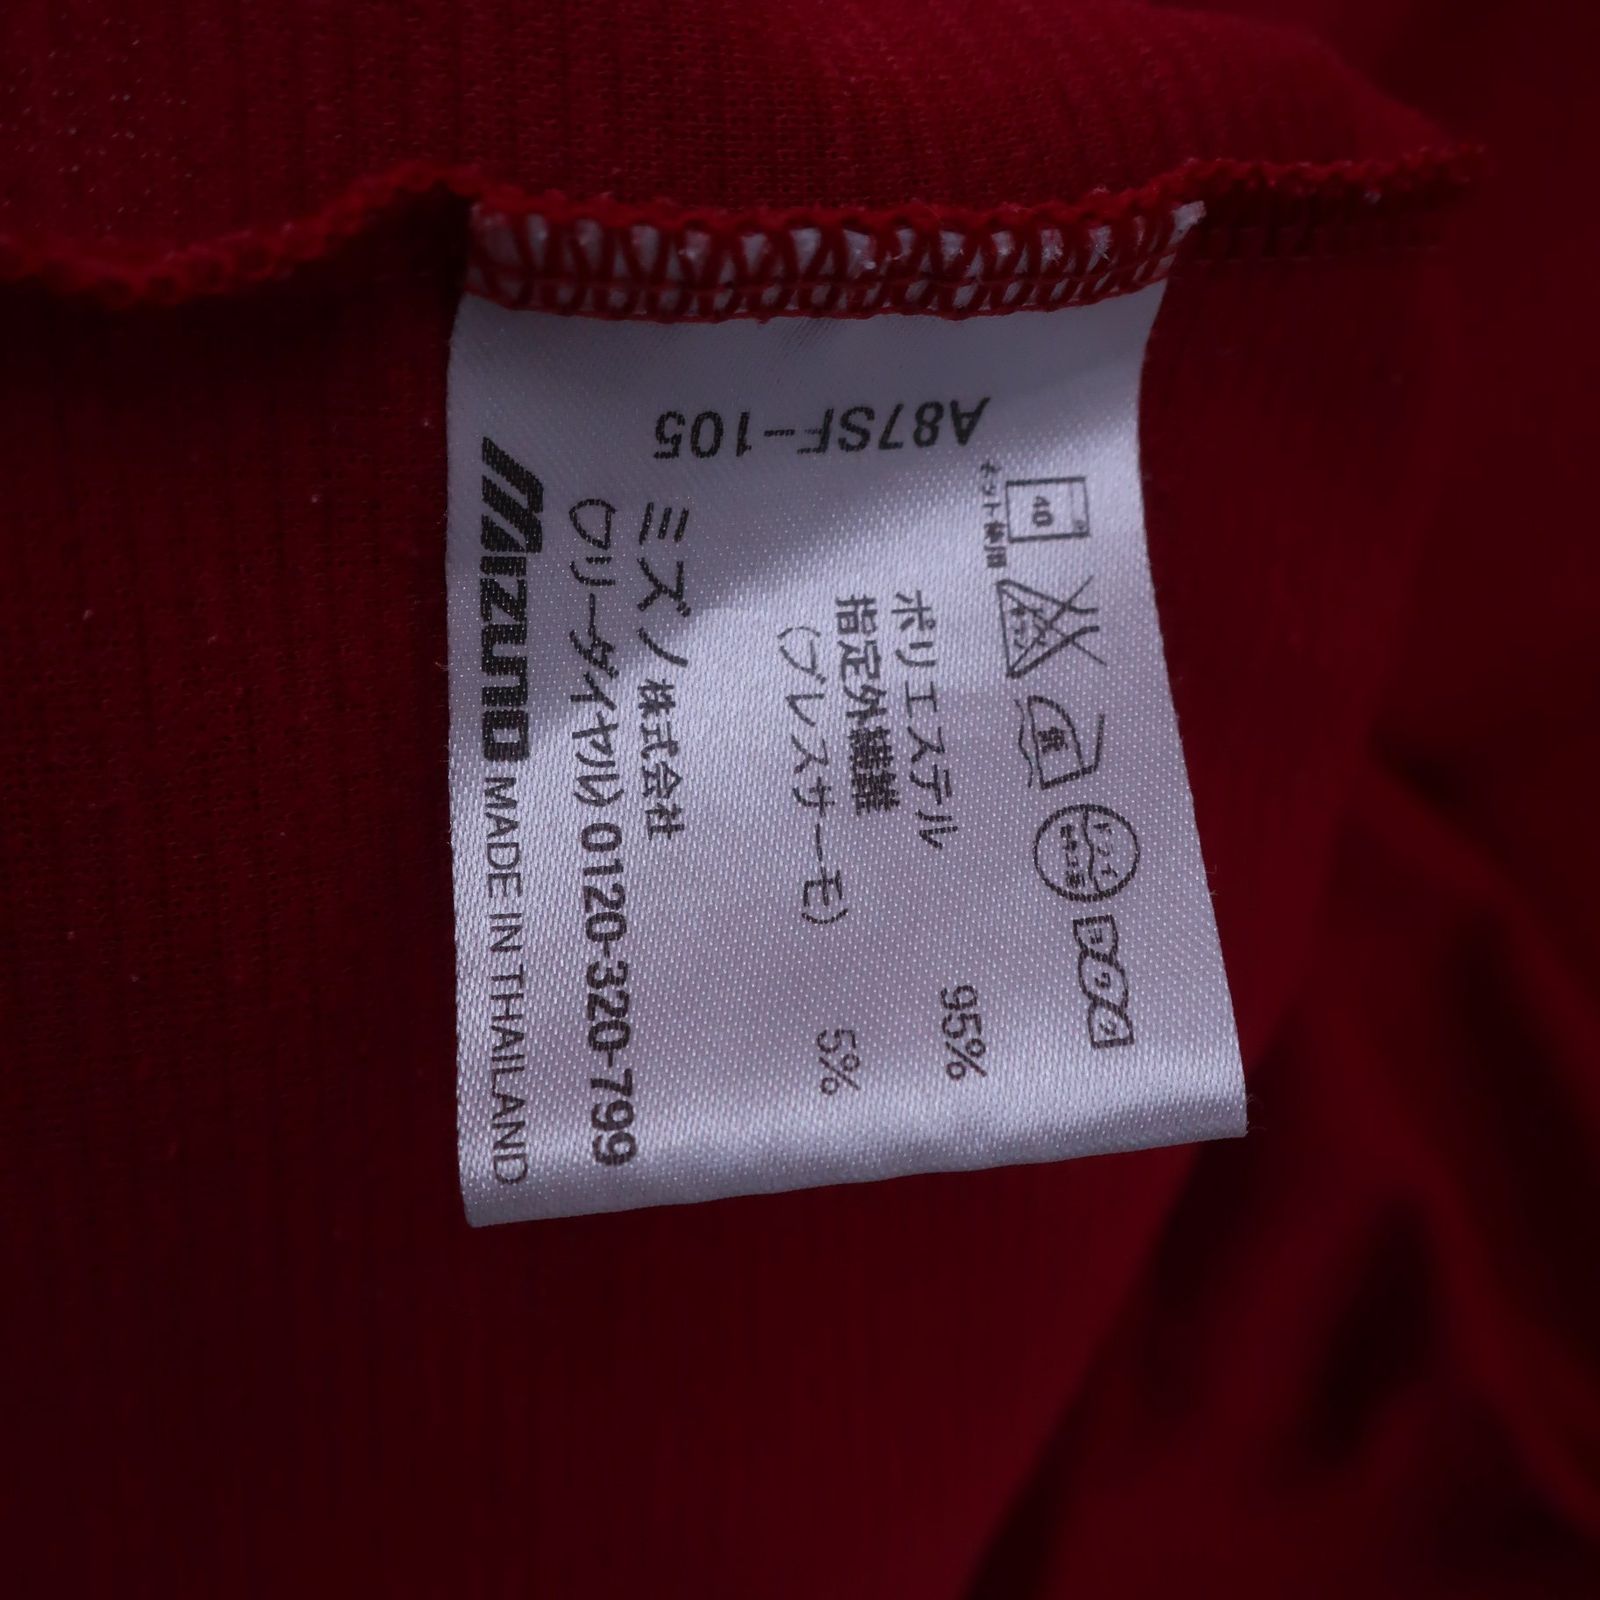 A87SF-105
40
ネット使用
ポリエステル 95%
指定外繊維 5%
(ブレスサーモ)
ミズノ株式会社
(フリーダイヤル) 0120-320-799
Mizuno MADE IN THAILAND